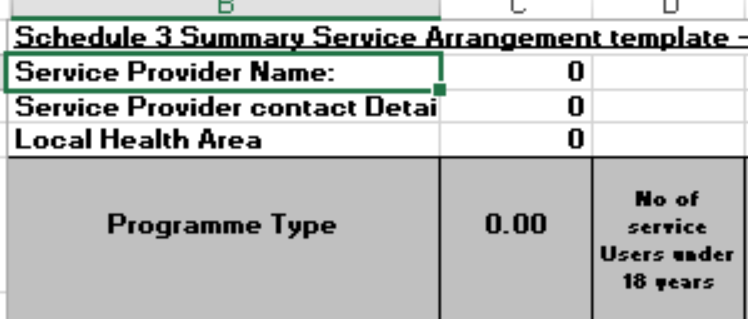 B C D
Schedule 3 Summary Service Arrangement template -
Service Provider Name: 0
Service Provider contact Detai 0
Local Health Area 0
Programme Type 0.00
No of
service
Users under
18 years